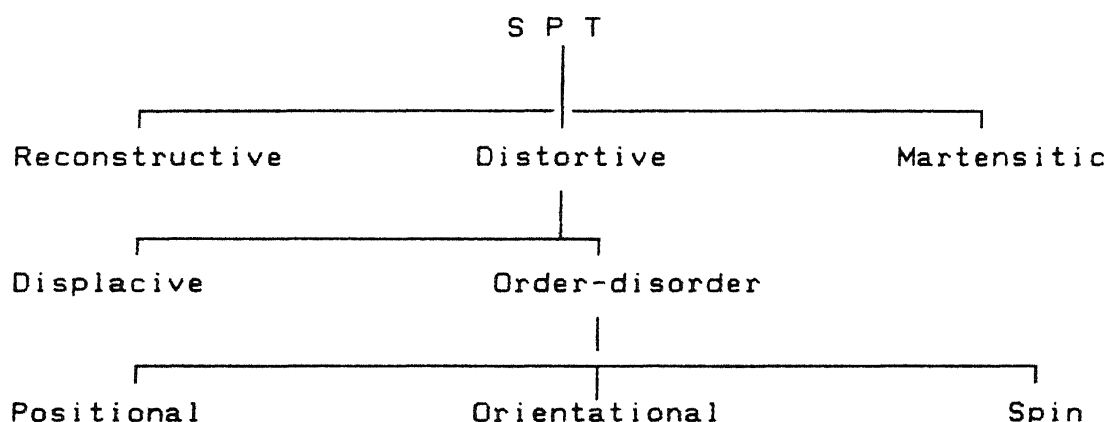 S P T
Reconstructive Distortive Martensitic
Displacive Order-disorder
Positional Orientational Spin